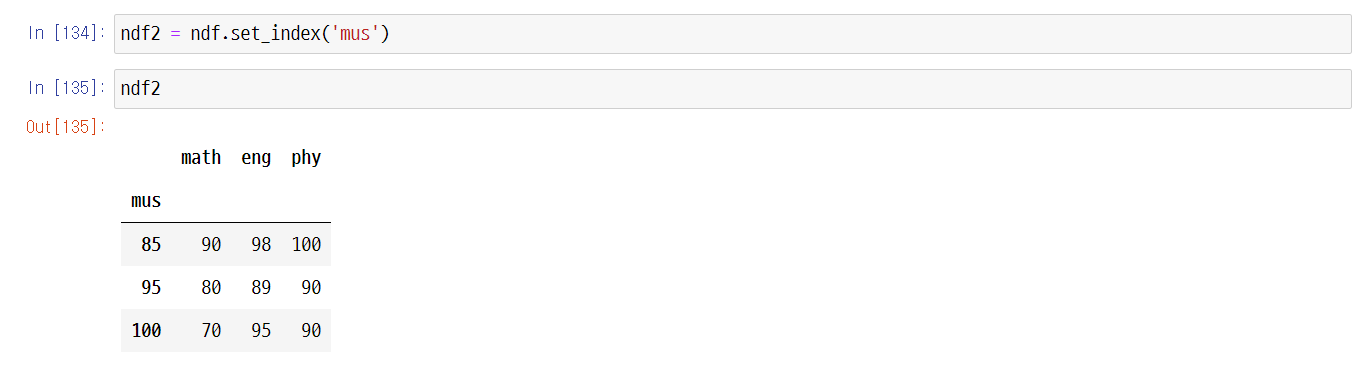 In [134]: ndf2 = ndf.set_index('mus')
In [135]: ndf2
Out[135]:
math eng phy
mus
85 90 98 100
95 80 89 90
100 70 95 90